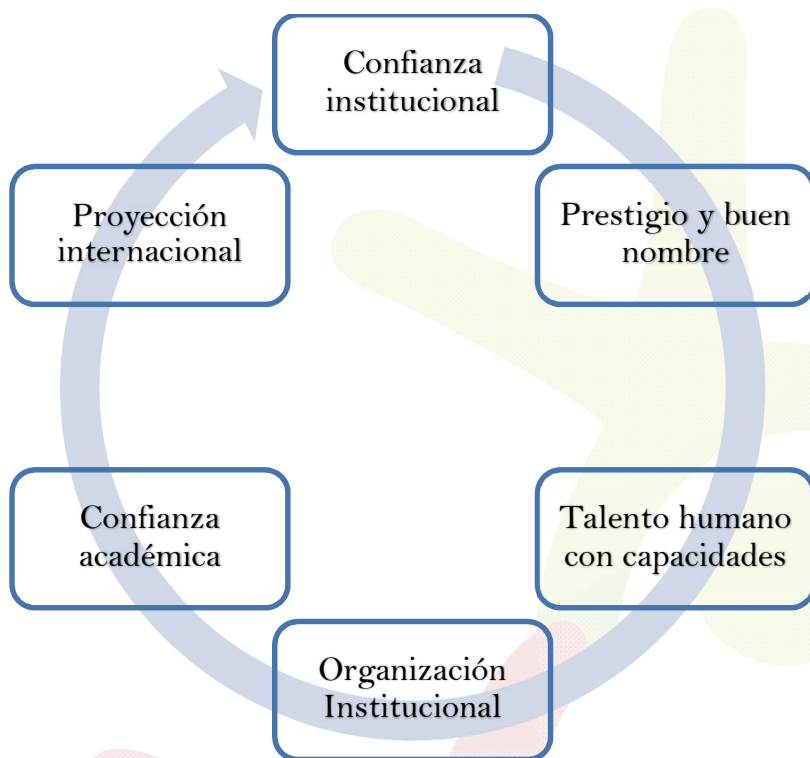 Confianza
institucional
Prestigio y buen
nombre
Talento humano
con capacidades
Organización
Institucional
Confianza
académica
Proyección
internacional